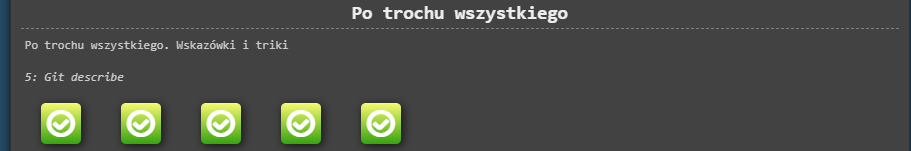 Po trochu wszystkiego
Po trochu wszystkiego. Wskazówki i triki
5: Git describe